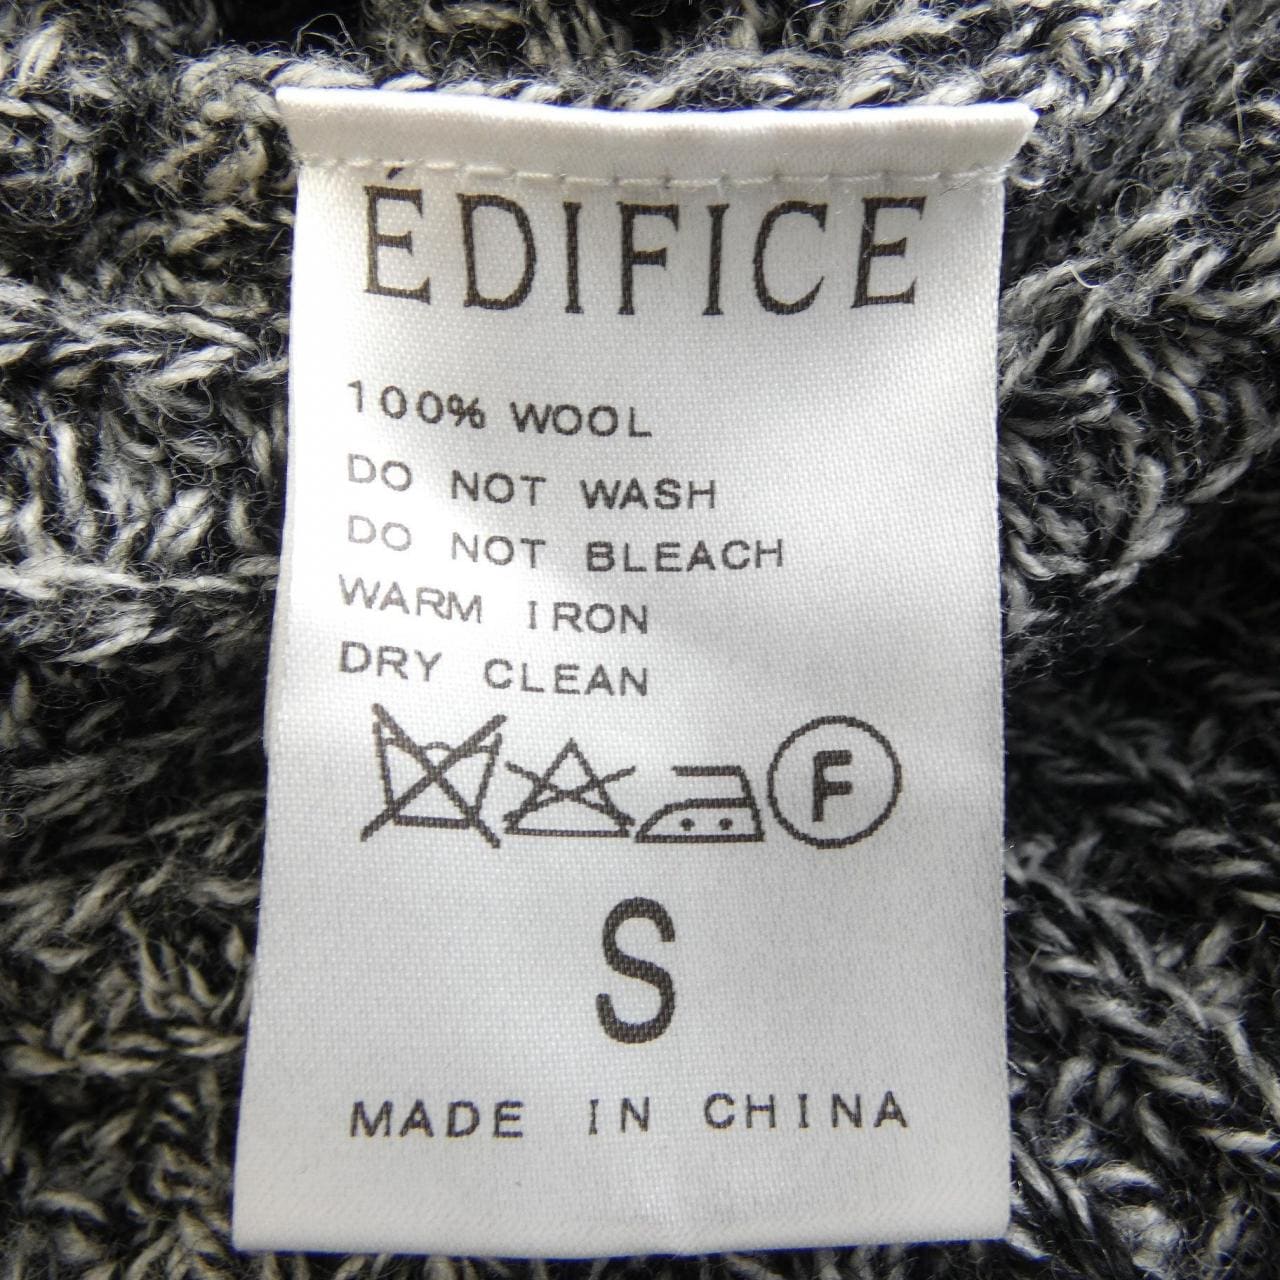 ÉDIFICE
100% WOOL
DO NOT WASH
DO NOT BLEACH
WARM IRON
DRY CLEAN
F
S
MADE IN CHINA